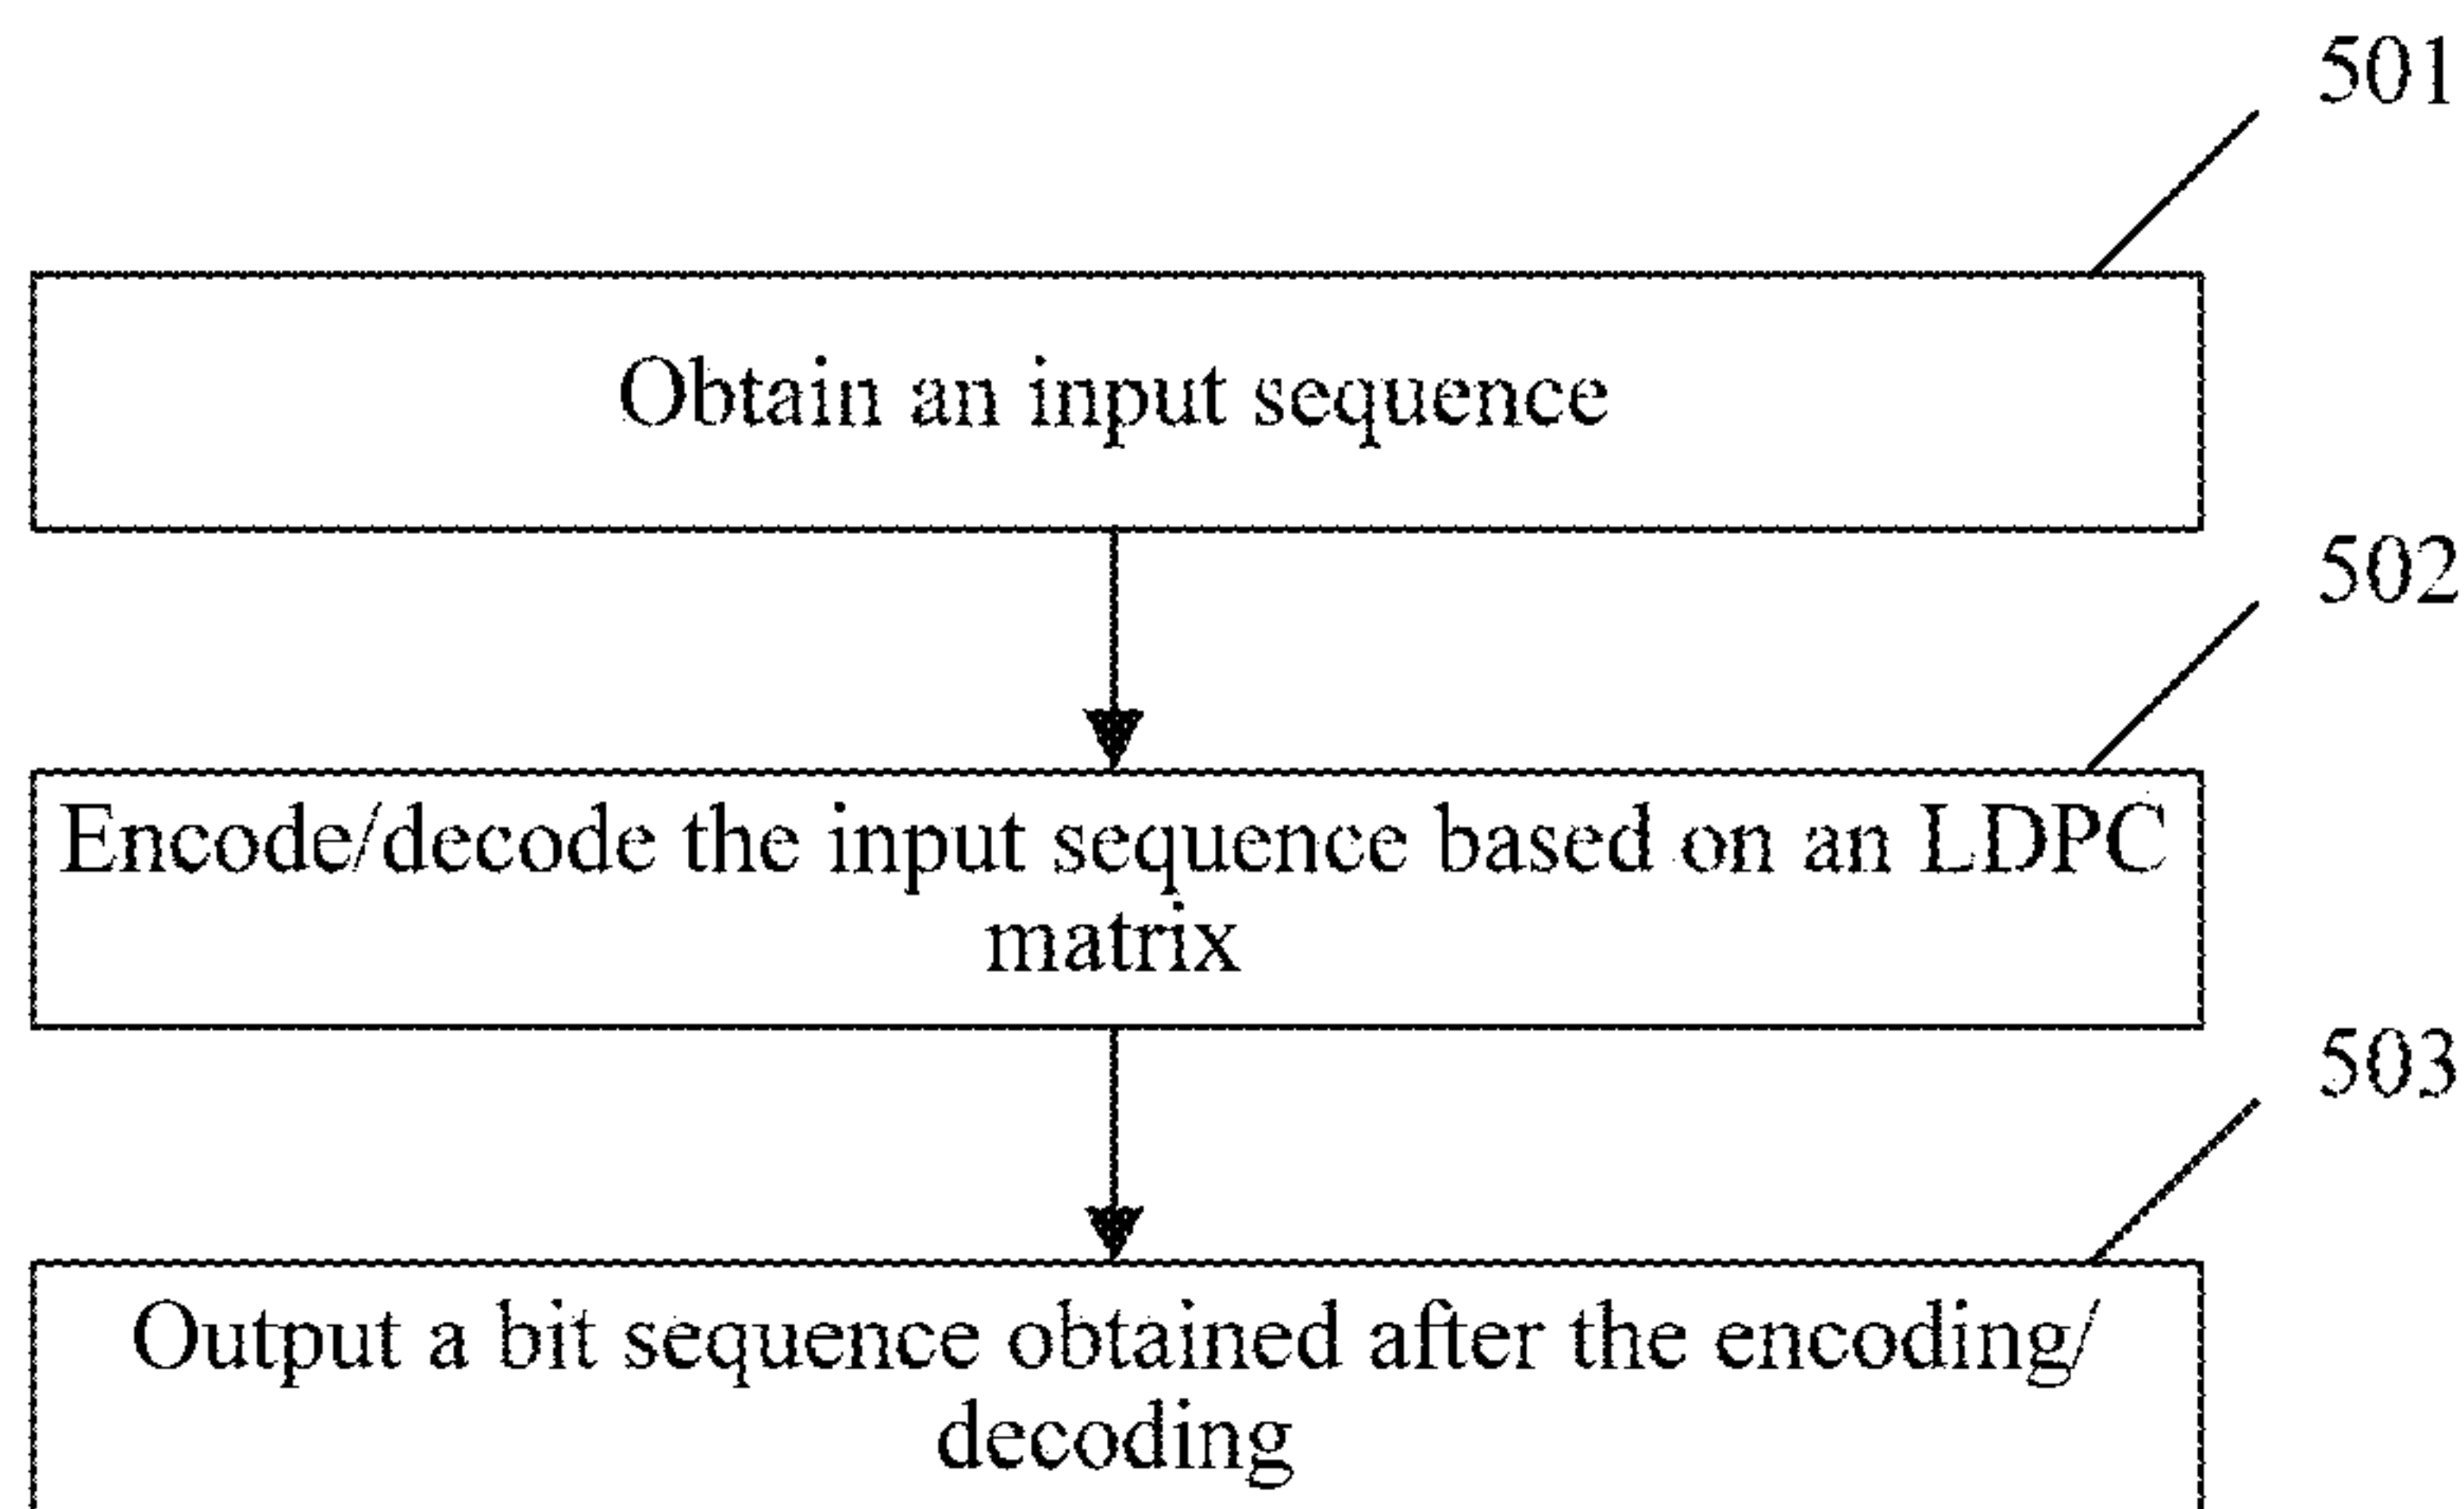 501
Obtain an input sequence
502
Encode/decode the input sequence based on an LDPC
matrix
503
Output a bit sequence obtained after the encoding/
decoding